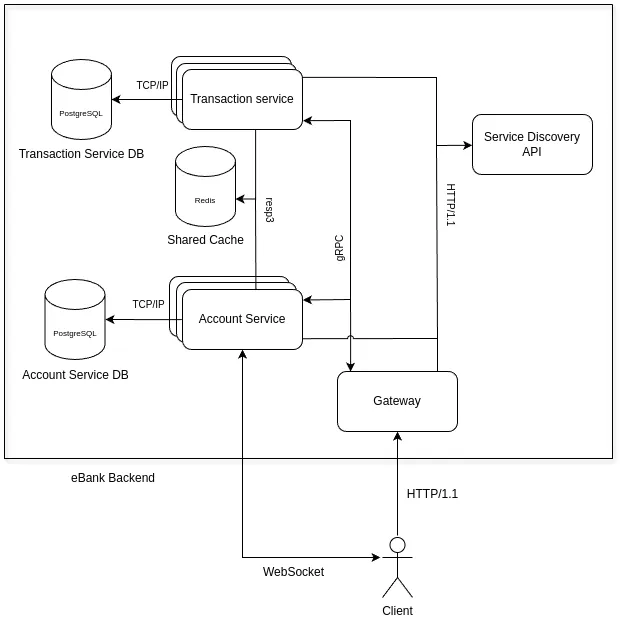 TCP/IP
Transaction service
PostgreSQL
Transaction Service DB
Service Discovery
API
Redis
resp3
HTTP/1.1
Shared Cache
gRPC
TCP/IP
Account Service
PostgreSQL
Account Service DB
Gateway
eBank Backend
HTTP/1.1
WebSocket
Client